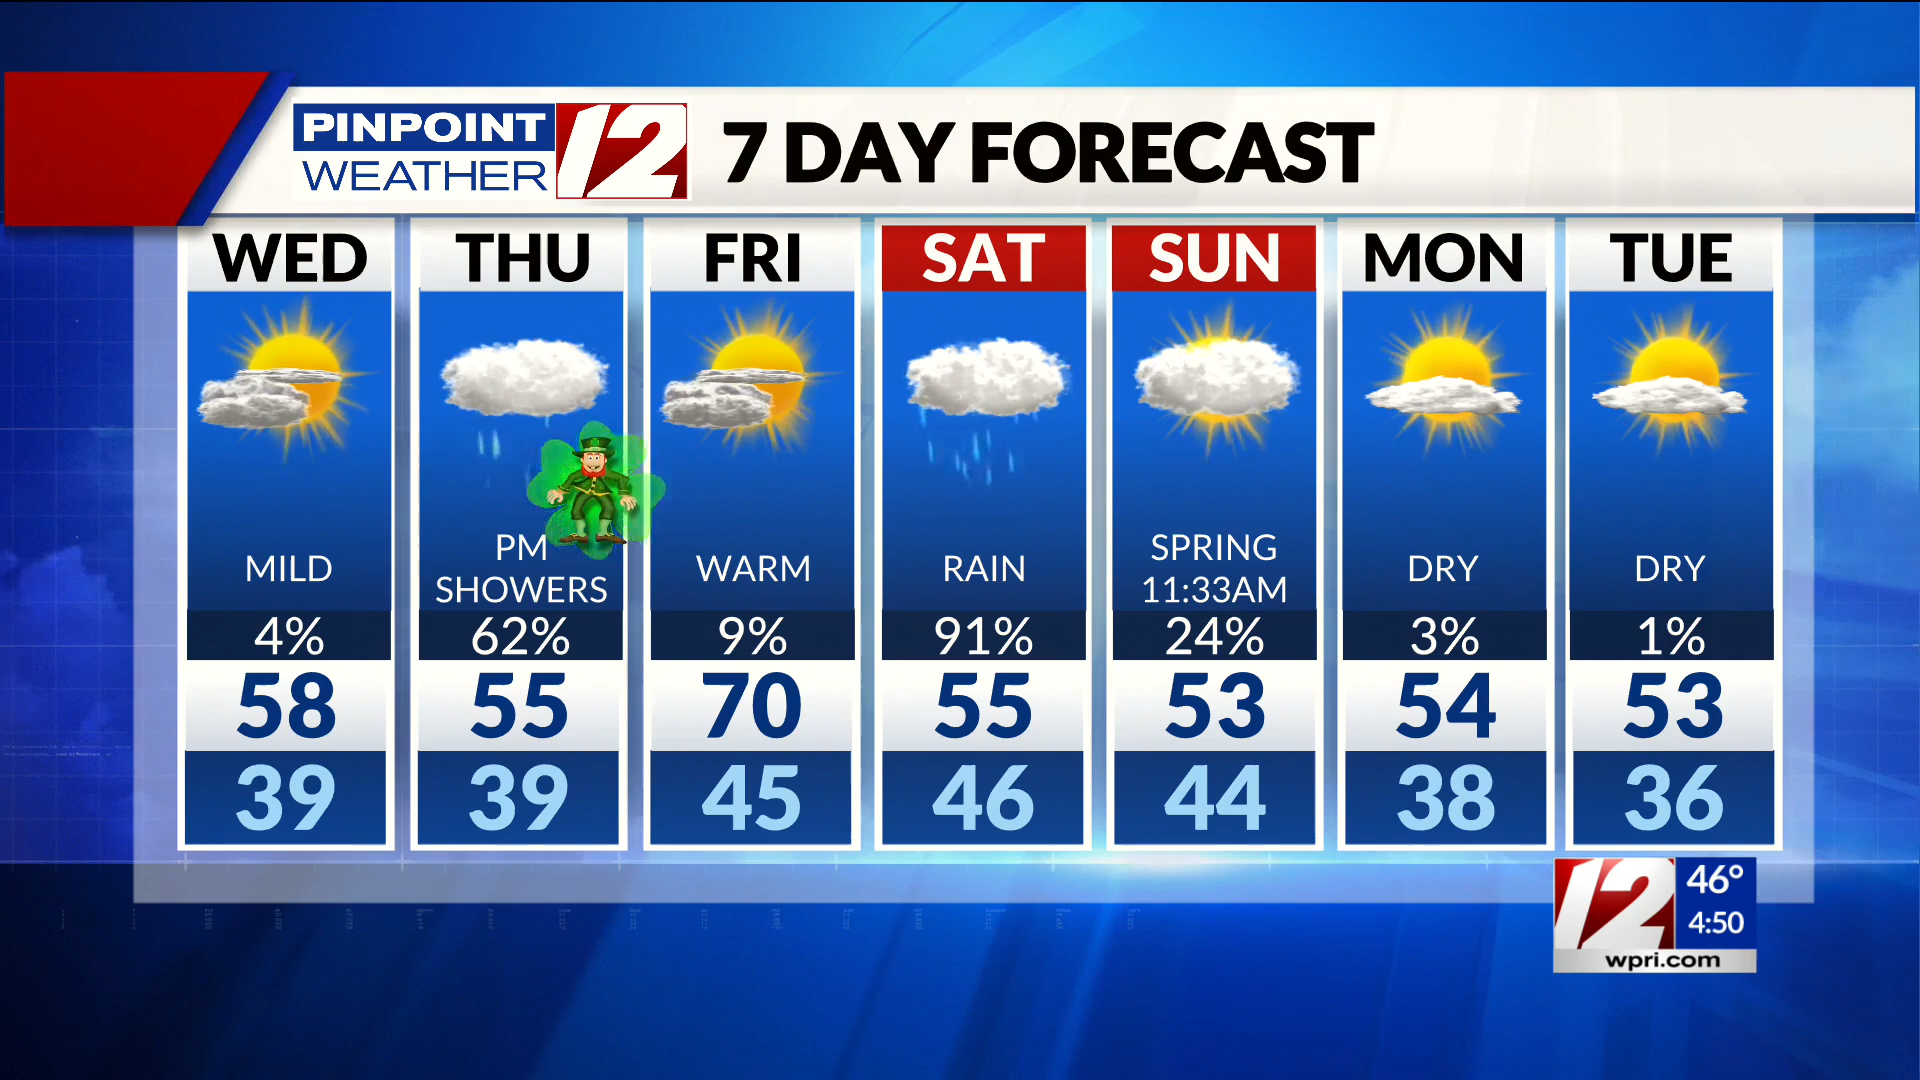 PINPOINT
WEATHER
12
7 DAY FORECAST
WED THU FRI SAT SUN MON TUE
MILD
PM
SHOWERS
WARM
RAIN
SPRING
11:33AM
DRY
DRY
4% 62% 9% 91% 24% 3% 1%
58 55 70 55 53 54 53
39 39 45 46 44 38 36
12
46°
4:50
wpri.com